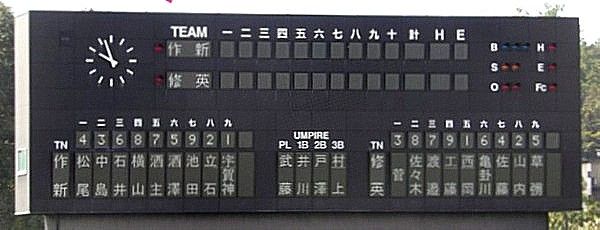 TEAM 一 二 三 四 五 六 七 八 九 十 計 H E
作新
修英
B H
S E
O Fc
一 二 三 四 五 六 七 八 九
TN 4 3 6 8 7 5 9 2 1
作新 松尾 中島 石井 横山 酒主 酒澤 池田 立石 宇賀神
UMPIRE
PL 1B 2B 3B
武藤 井川 戸澤 村上
一 二 三 四 五 六 七 八 九
TN 3 8 7 9 1 6 4 2 5
修英 菅 佐々木 渡邉 工藤 西岡 亀卦川 佐藤 山内 草彅